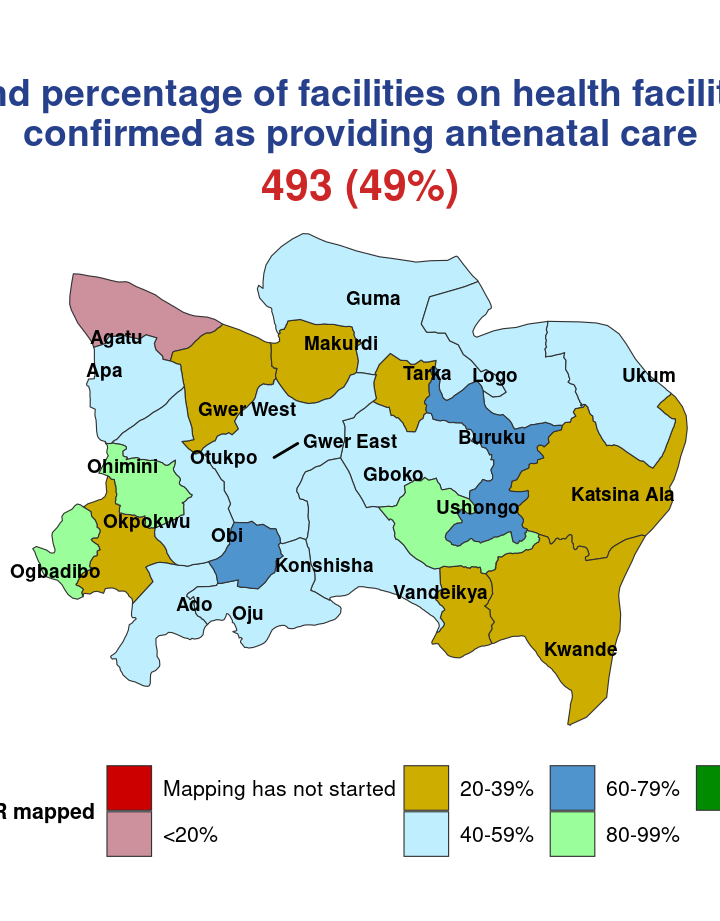 nd percentage of facilities on health facilit
confirmed as providing antenatal care
493 (49%)
Guma
Agatu
Makurdi
Apa
Tarka
Logo
Ukum
Gwer West
Buruku
Gwer East
Otukpo
Ohimini
Gboko
Katsina Ala
Ushongo
Okpokwu
Obi
Konshisha
Ogbadibo
Vandeikya
Ado
Oju
Kwande
Mapping has not started
20-39%
60-79%
R mapped
<20%
40-59%
80-99%